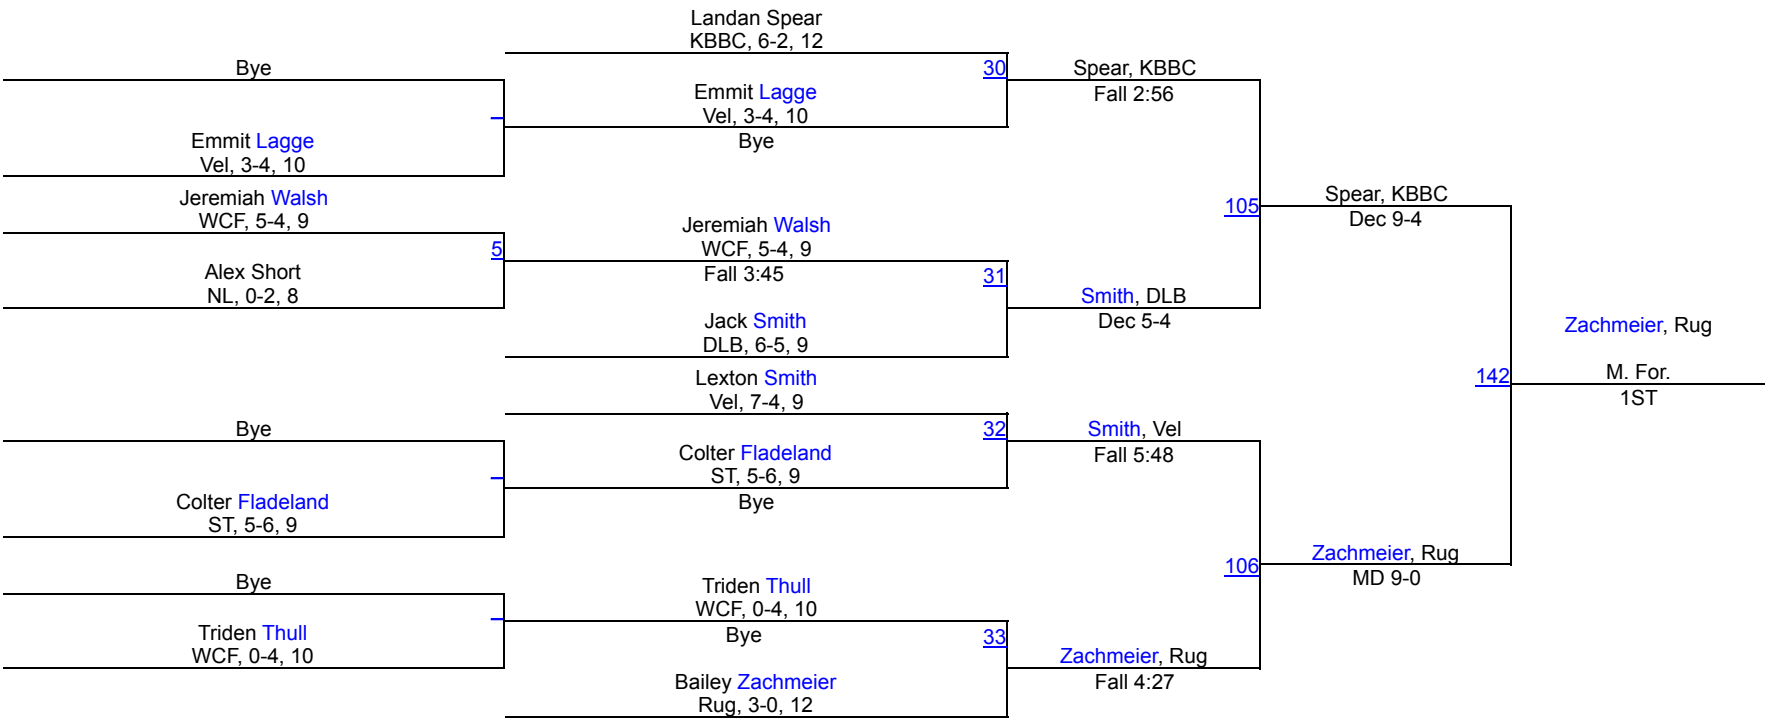 Bye
Emmit Lagge
Vel, 3-4, 10
Jeremiah Walsh
WCF, 5-4, 9
5
Alex Short
NL, 0-2, 8
Bye
Colter Fladeland
ST, 5-6, 9
Bye
Triden Thull
WCF, 0-4, 10
Landan Spear
KBBC, 6-2, 12
30
Emmit Lagge
Vel, 3-4, 10
Bye
Jeremiah Walsh
WCF, 5-4, 9
Fall 3:45
31
Jack Smith
DLB, 6-5, 9
Lexton Smith
Vel, 7-4, 9
32
Colter Fladeland
ST, 5-6, 9
Bye
Triden Thull
WCF, 0-4, 10
Bye
33
Bailey Zachmeier
Rug, 3-0, 12
Spear, KBBC
Fall 2:56
105
Smith, DLB
Dec 5-4
Smith, Vel
Fall 5:48
106
Zachmeier, Rug
Fall 4:27
Spear, KBBC
Dec 9-4
142
Zachmeier, Rug
MD 9-0
Zachmeier, Rug
M. For.
1ST